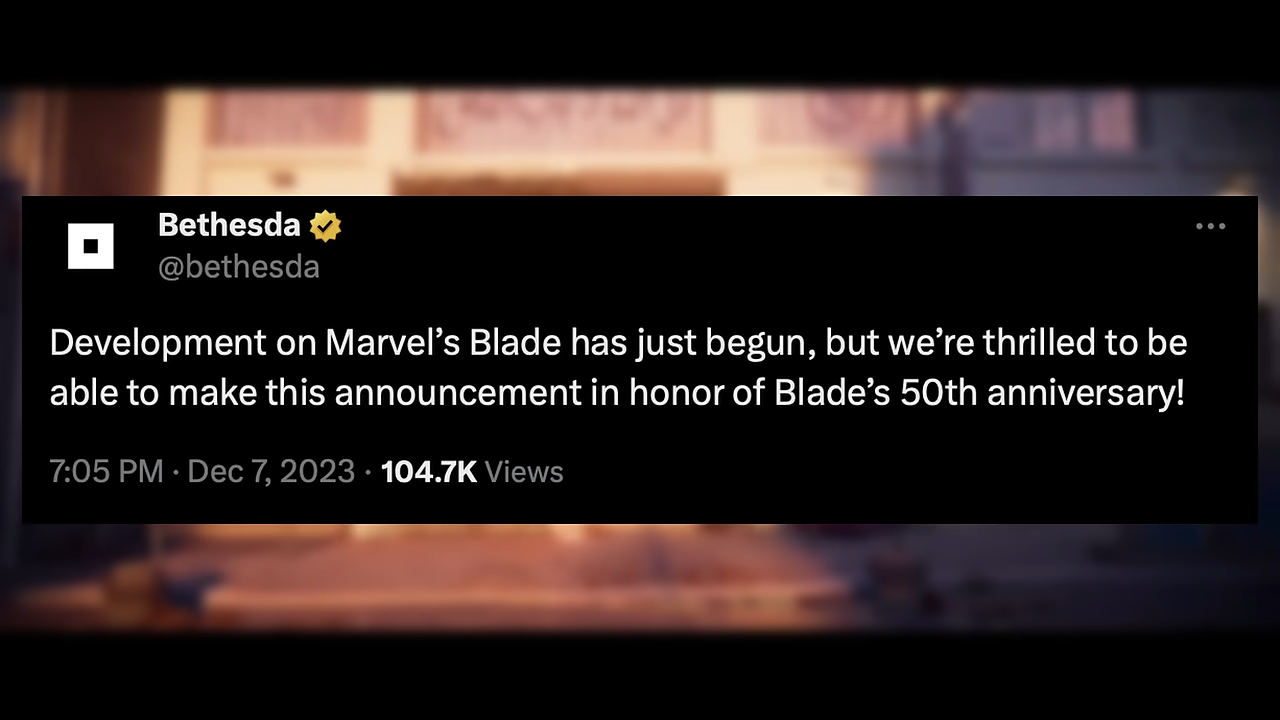 Bethesda
@bethesda
Development on Marvel’s Blade has just begun, but we’re thrilled to be
able to make this announcement in honor of Blade’s 50th anniversary!
7:05 PM · Dec 7, 2023 · 104.7K Views